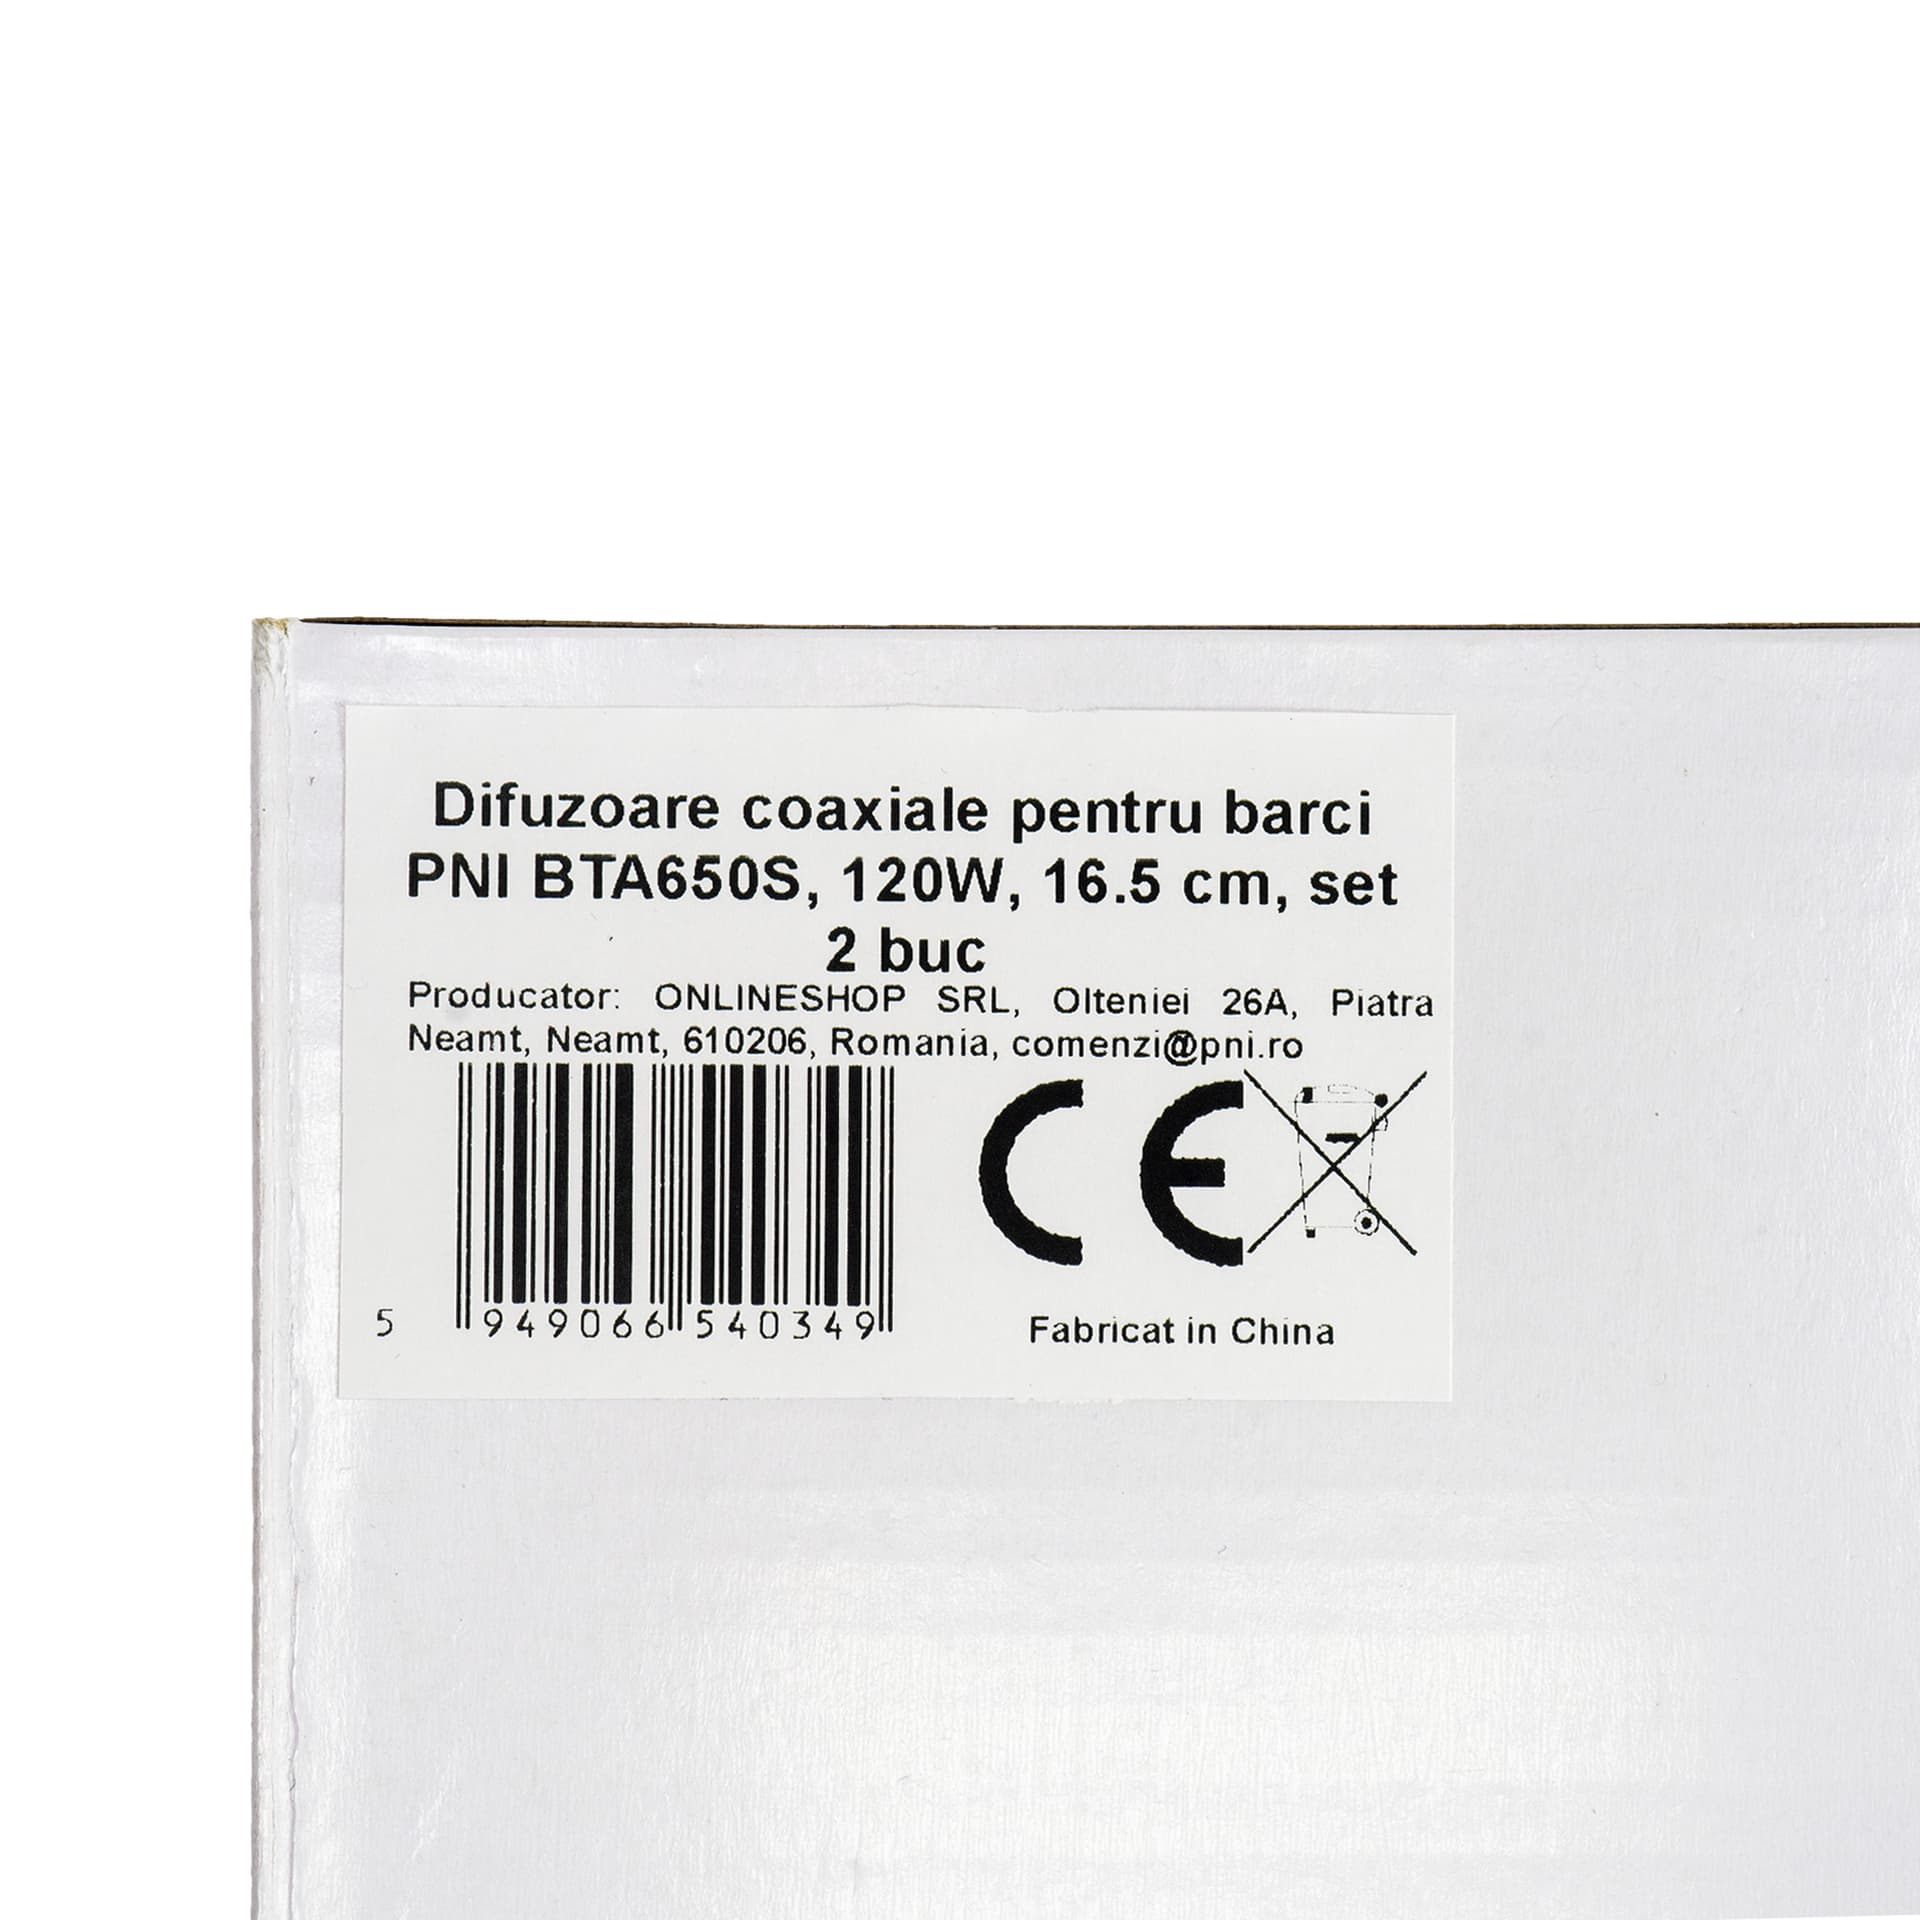 Difuzoare coaxiale pentru barci
PNI BTA650S, 120W, 16.5 cm, set
2 buc
Producator: ONLINESHOP SRL, Olteniei 26A, Piatra
Neamt, Neamt, 610206, Romania, comenzi@pni.ro
CE
5 949066 540349
Fabricat in China